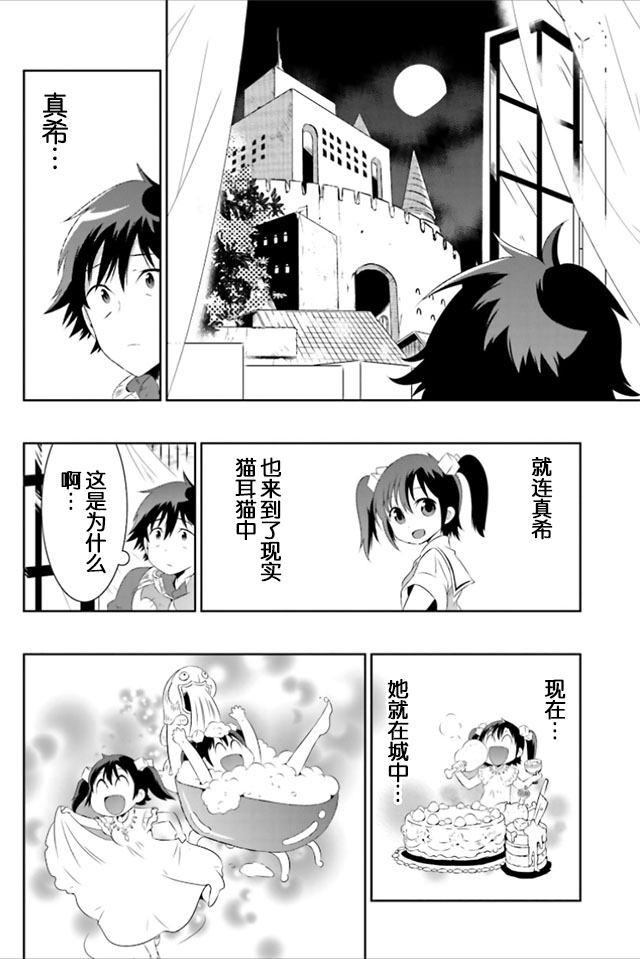 真希…
就连真希
也来到了现实
猫耳猫中
这是为什么
啊…
现在…
她就在城中…